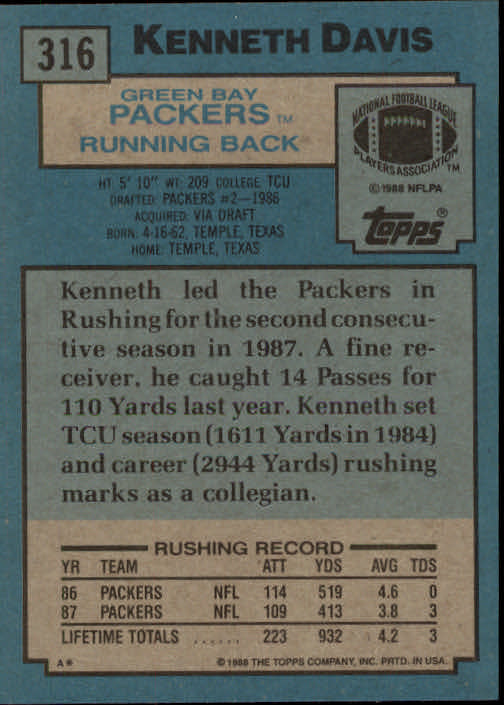 316
KENNETH DAVIS
GREEN BAY
PACKERS TM
RUNNING BACK
NATIONAL FOOTBALL LEAGUE
PLAYERS ASSOCIATION TM
© 1988 NFLPA
topps®
HT 5' 10" WT: 209 COLLEGE: TCU
DRAFTED: PACKERS #2—1986
ACQUIRED: VIA DRAFT
BORN: 4-16-62, TEMPLE, TEXAS
HOME: TEMPLE, TEXAS
Kenneth led the Packers in
Rushing for the second consecu-
tive season in 1987. A fine re-
ceiver, he caught 14 Passes for
110 Yards last year. Kenneth set
TCU season (1611 Yards in 1984)
and career (2944 Yards) rushing
marks as a collegian.
RUSHING RECORD
YR TEAM ATT YDS AVG TDS
86 PACKERS NFL 114 519 4.6 0
87 PACKERS NFL 109 413 3.8 3
LIFETIME TOTALS ...... 223 932 4.2 3
A* © 1988 THE TOPPS COMPANY, INC. PRTD. IN USA.